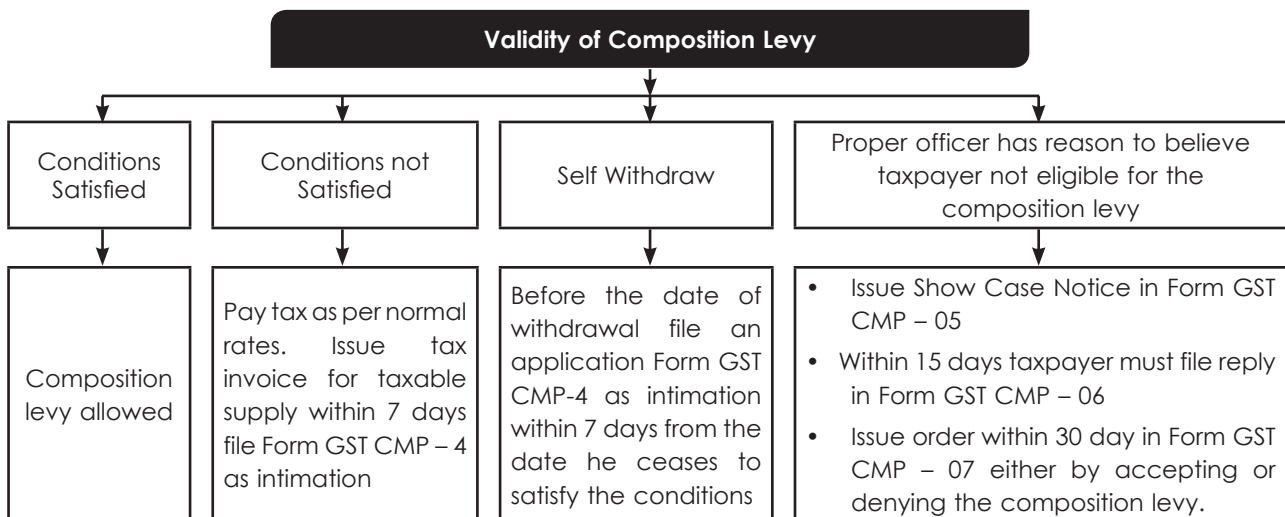 Validity of Composition Levy
Conditions
Satisfied
Conditions not
Satisfied
Self Withdraw
Proper officer has reason to believe
taxpayer not eligible for the
composition levy
Composition
levy allowed
Pay tax as per normal
rates. Issue tax
invoice for taxable
supply within 7 days
file Form GST CMP – 4
as intimation
Before the date of
withdrawal file an
application Form GST
CMP-4 as intimation
within 7 days from the
date he ceases to
satisfy the conditions
• Issue Show Case Notice in Form GST
CMP – 05
• Within 15 days taxpayer must file reply
in Form GST CMP – 06
• Issue order within 30 day in Form GST
CMP – 07 either by accepting or
denying the composition levy.